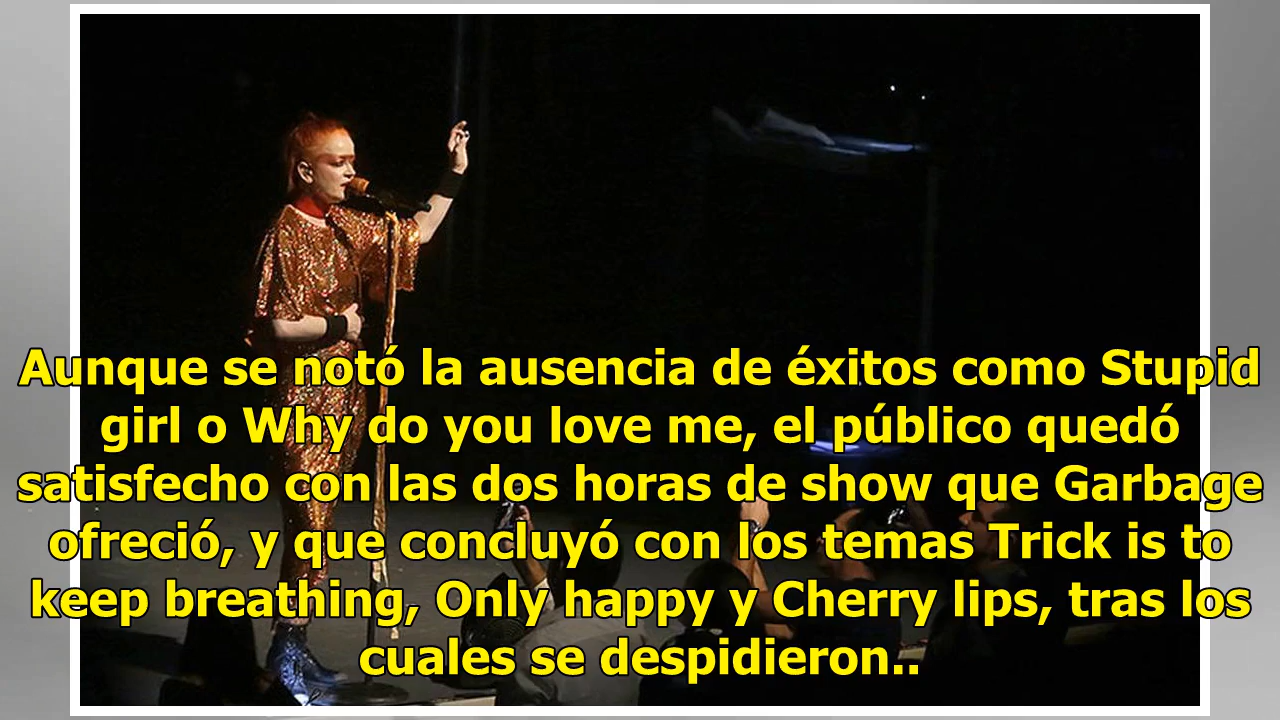 Aunque se notó la ausencia de éxitos como Stupid
girl o Why do you love me, el público quedó
satisfecho con las dos horas de show que Garbage
ofreció, y que concluyó con los temas Trick is to
keep breathing, Only happy y Cherry lips, tras los
cuales se despidieron..